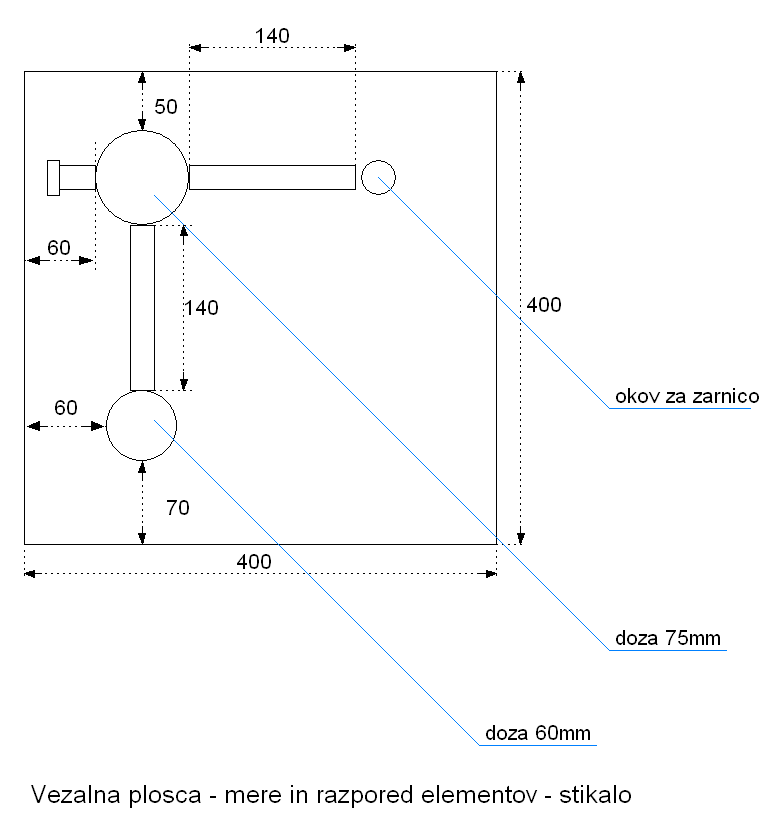 140
50
60
140
400
okov za zarnico
60
70
400
doza 75mm
doza 60mm
Vezalna plosca - mere in razpored elementov - stikalo